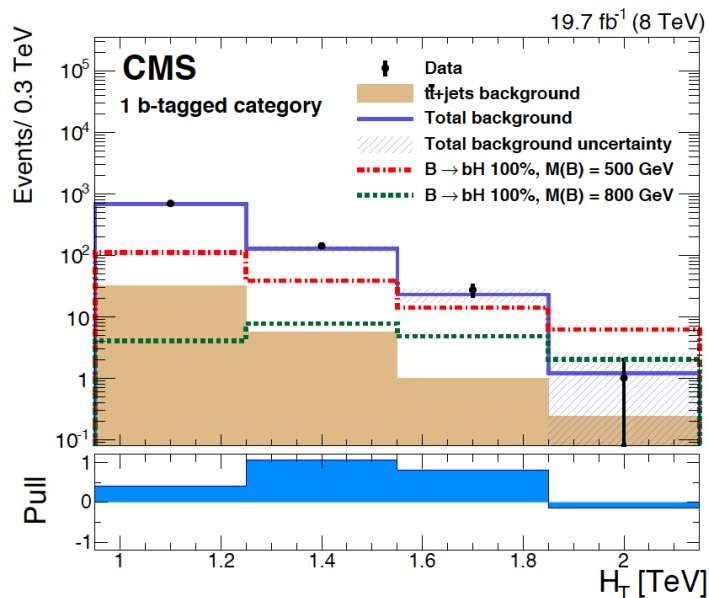 19.7 fb⁻¹ (8 TeV)
Events/ 0.3 TeV
10⁵
10⁴
10³
10²
10
1
10⁻¹
CMS
1 b-tagged category
Data
tt̄+jets background
Total background
Total background uncertainty
B → bH 100%, M(B) = 500 GeV
B → bH 100%, M(B) = 800 GeV
Pull
1
0
-1
1 1.2 1.4 1.6 1.8 2
H_T [TeV]